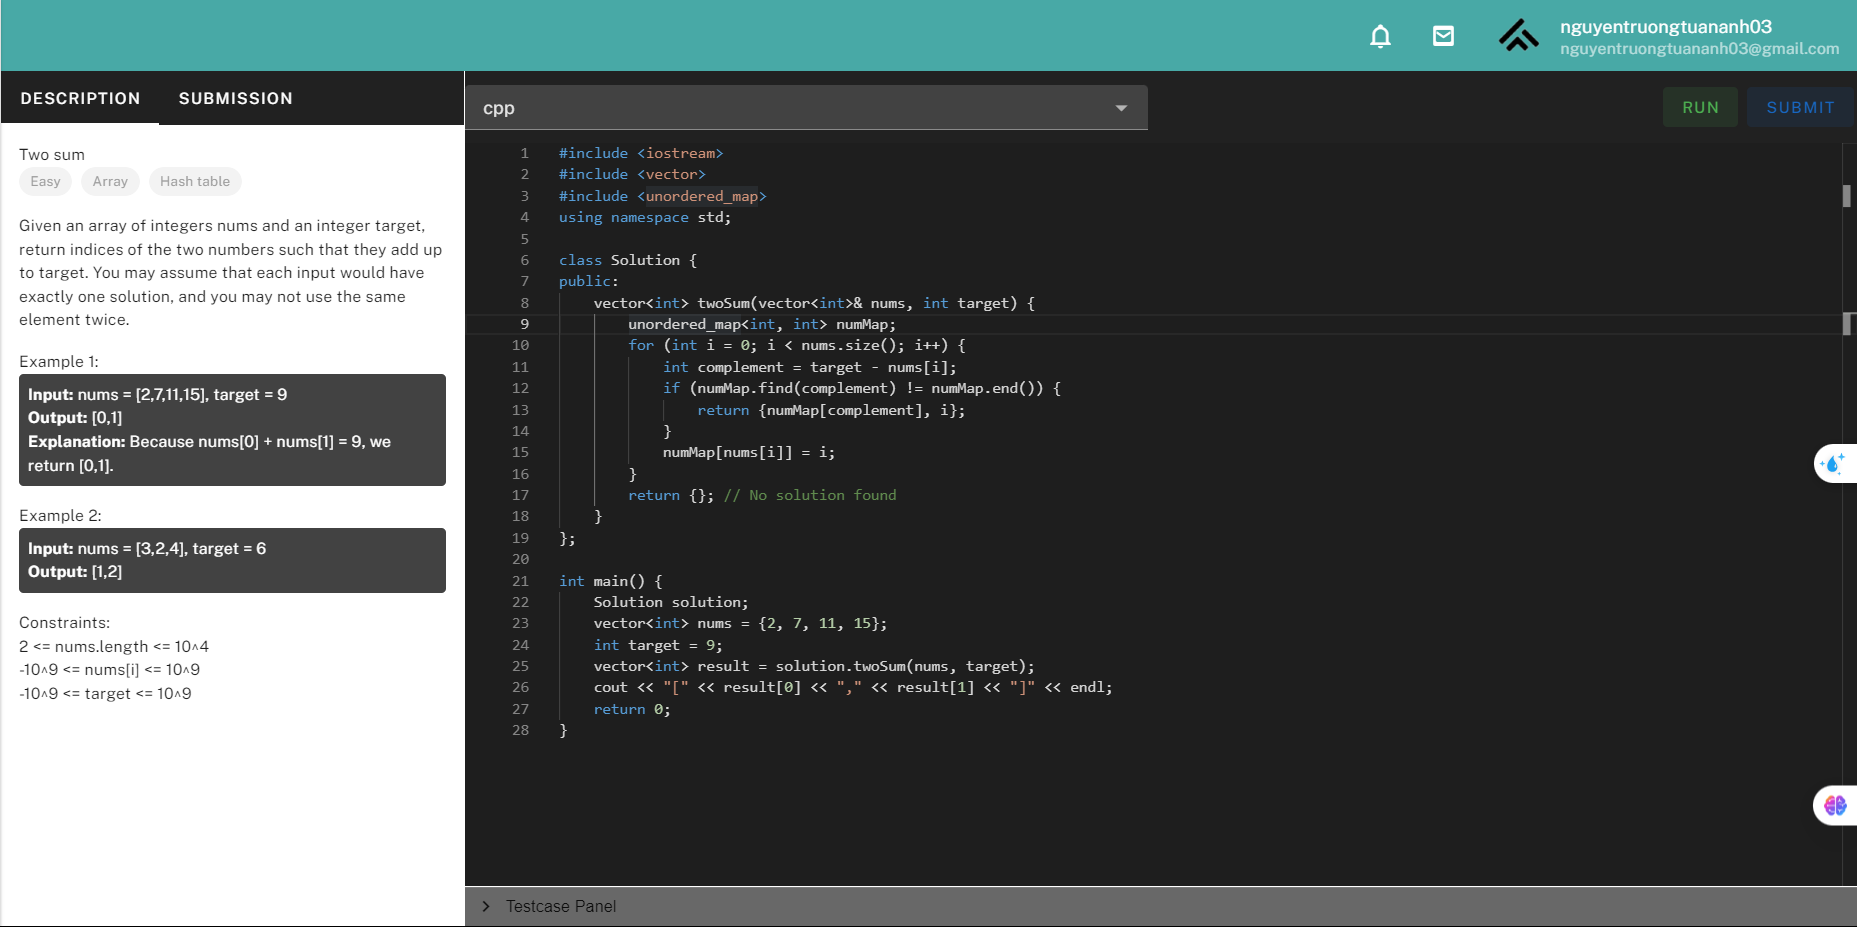 nguyentruongtuananh03
nguyentruongtuananh03@gmail.com
DESCRIPTION
SUBMISSION
Two sum
Easy
Array
Hash table
Given an array of integers nums and an integer target,
return indices of the two numbers such that they add up
to target. You may assume that each input would have
exactly one solution, and you may not use the same
element twice.
Example 1:
Input: nums = [2,7,11,15], target = 9
Output: [0,1]
Explanation: Because nums[0] + nums[1] = 9, we
return [0,1].
Example 2:
Input: nums = [3,2,4], target = 6
Output: [1,2]
Constraints:
2 <= nums.length <= 10^4
-10^9 <= nums[i] <= 10^9
-10^9 <= target <= 10^9
cpp
RUN
SUBMIT
1 #include <iostream>
2 #include <vector>
3 #include <unordered_map>
4 using namespace std;
5
6 class Solution {
7 public:
8     vector<int> twoSum(vector<int>& nums, int target) {
9         unordered_map<int, int> numMap;
10         for (int i = 0; i < nums.size(); i++) {
11             int complement = target - nums[i];
12             if (numMap.find(complement) != numMap.end()) {
13                 return {numMap[complement], i};
14             }
15             numMap[nums[i]] = i;
16         }
17         return {}; // No solution found
18     }
19 };
20
21 int main() {
22     Solution solution;
23     vector<int> nums = {2, 7, 11, 15};
24     int target = 9;
25     vector<int> result = solution.twoSum(nums, target);
26     cout << "[" << result[0] << "," << result[1] << "]" << endl;
27     return 0;
28 }
Testcase Panel